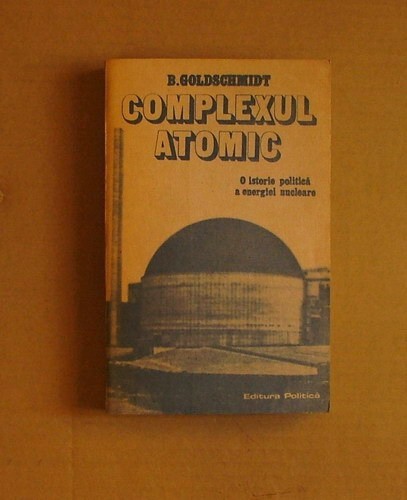 B.GOLDSCHMIDT
COMPLEXUL
ATOMIC
O istorie politică
a energiei nucleare
Editura Politică